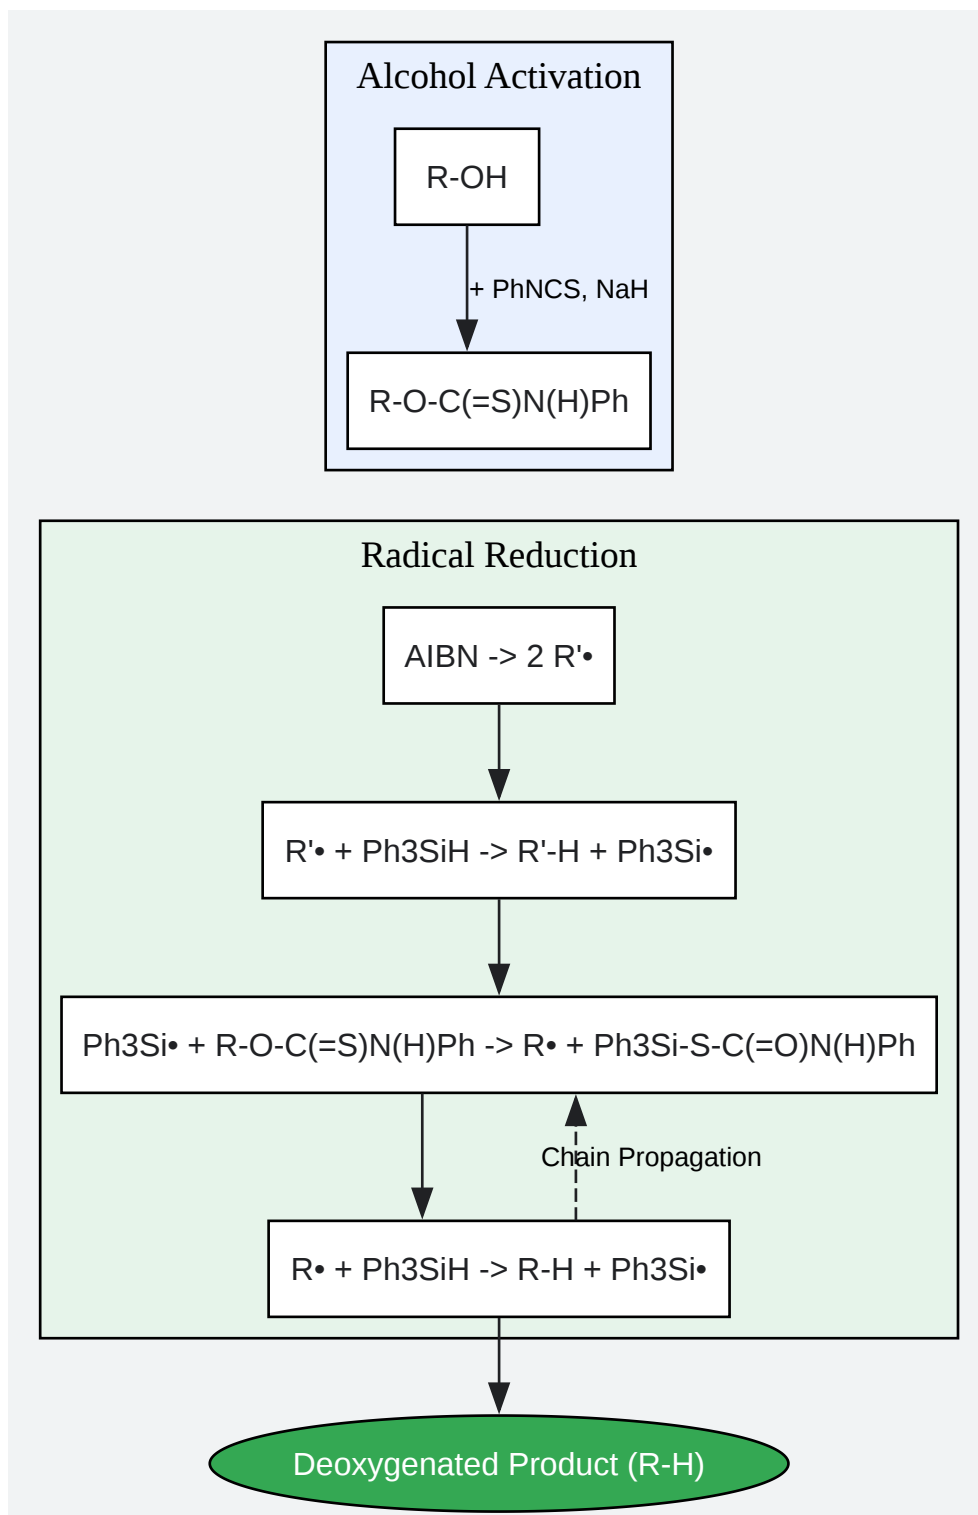 Alcohol Activation
R-OH
+ PhNCS, NaH
R-O-C(=S)N(H)Ph
Radical Reduction
AIBN -> 2 R'•
R'• + Ph3SiH -> R'-H + Ph3Si•
Ph3Si• + R-O-C(=S)N(H)Ph -> R• + Ph3Si-S-C(=O)N(H)Ph
Chain Propagation
R• + Ph3SiH -> R-H + Ph3Si•
Deoxygenated Product (R-H)